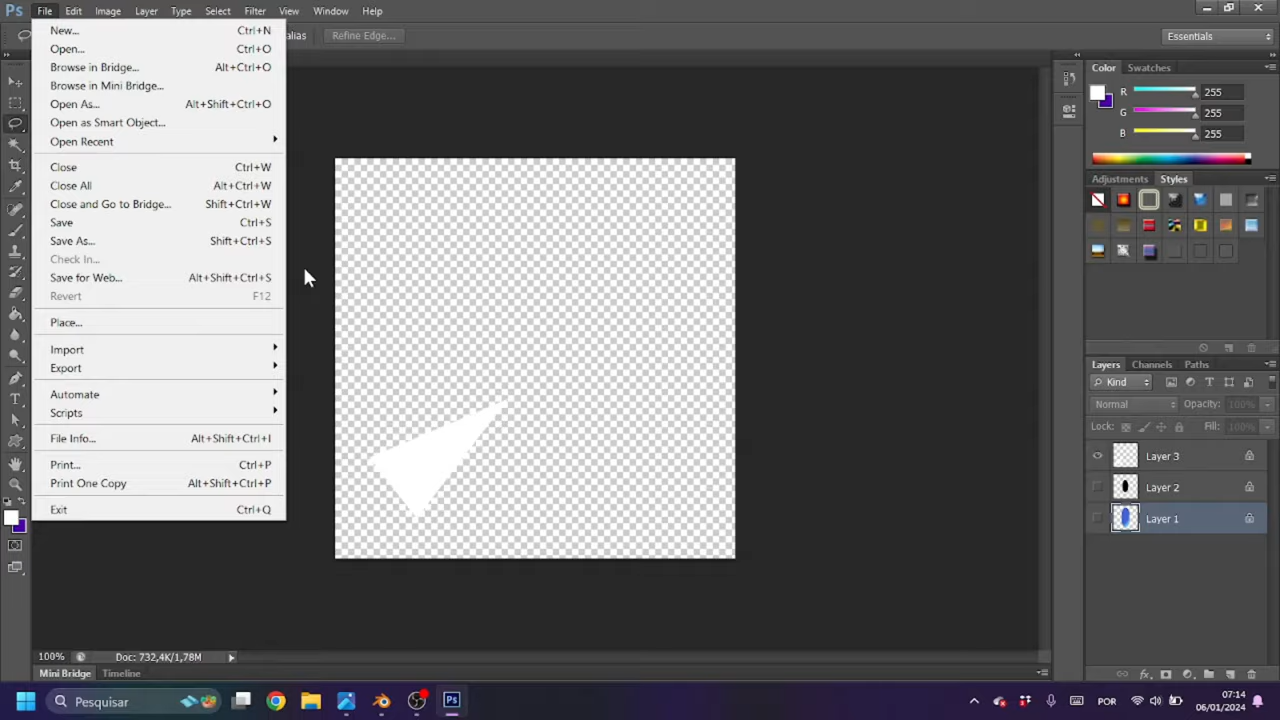 Ps File Edit Image Layer Type Select Filter View Window Help
alias Refine Edge... Essentials
New... Ctrl+N
Open... Ctrl+O
Browse in Bridge... Alt+Ctrl+O
Browse in Mini Bridge...
Open As... Alt+Shift+Ctrl+O
Open as Smart Object...
Open Recent
Close Ctrl+W
Close All Alt+Ctrl+W
Close and Go to Bridge... Shift+Ctrl+W
Save Ctrl+S
Save As... Shift+Ctrl+S
Check In...
Save for Web... Alt+Shift+Ctrl+S
Revert F12
Place...
Import
Export
Automate
Scripts
File Info... Alt+Shift+Ctrl+I
Print... Ctrl+P
Print One Copy Alt+Shift+Ctrl+P
Exit Ctrl+Q
Color Swatches
R 255
G 255
B 255
Adjustments Styles
Layers Channels Paths
Kind
Normal Opacity: 100%
Lock: Fill: 100%
Layer 3
Layer 2
Layer 1
100% Doc: 732,4K/1,78M
Mini Bridge Timeline
Pesquisar
Ps
POR
07:14
06/01/2024